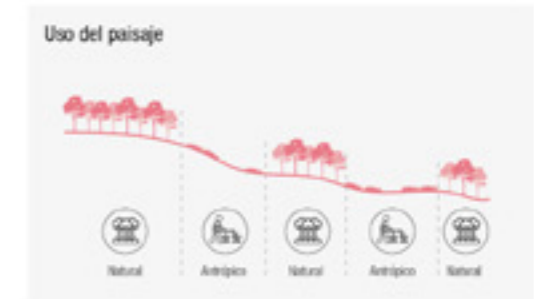 Uso del paisaje
Natural
Antrópico
Natural
Antrópico
Natural